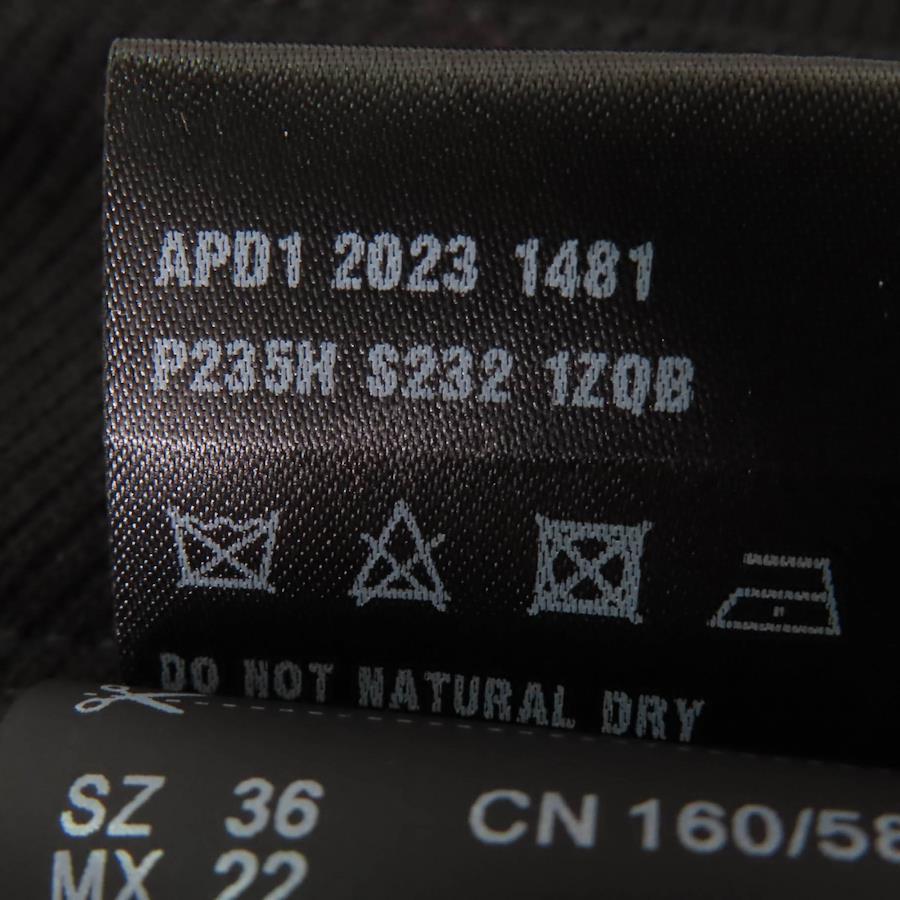 APD1 2023 1481
P235H S232 1ZQB
DO NOT NATURAL DRY
SZ 36 CN 160/58
MX 22